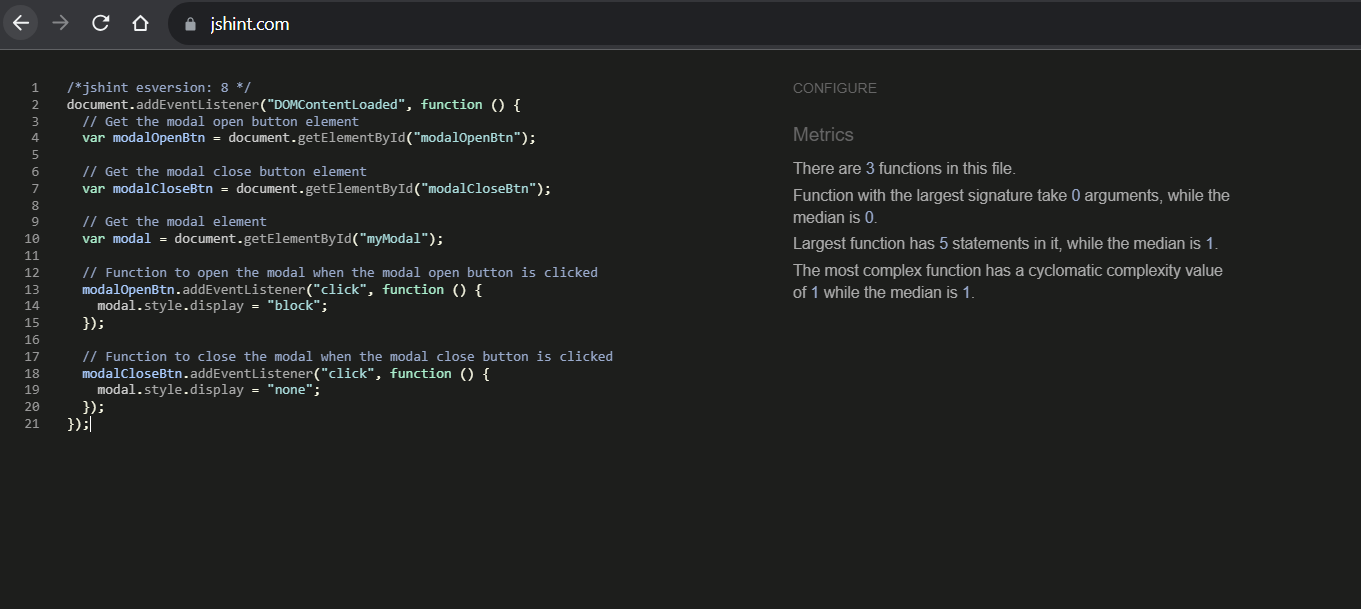 jshint.com
1 /*jshint esversion: 8 */
2 document.addEventListener("DOMContentLoaded", function () {
3 // Get the modal open button element
4 var modalOpenBtn = document.getElementById("modalOpenBtn");
5
6 // Get the modal close button element
7 var modalCloseBtn = document.getElementById("modalCloseBtn");
8
9 // Get the modal element
10 var modal = document.getElementById("myModal");
11
12 // Function to open the modal when the modal open button is clicked
13 modalOpenBtn.addEventListener("click", function () {
14 modal.style.display = "block";
15 });
16
17 // Function to close the modal when the modal close button is clicked
18 modalCloseBtn.addEventListener("click", function () {
19 modal.style.display = "none";
20 });
21 });
CONFIGURE
Metrics
There are 3 functions in this file.
Function with the largest signature take 0 arguments, while the
median is 0.
Largest function has 5 statements in it, while the median is 1.
The most complex function has a cyclomatic complexity value
of 1 while the median is 1.